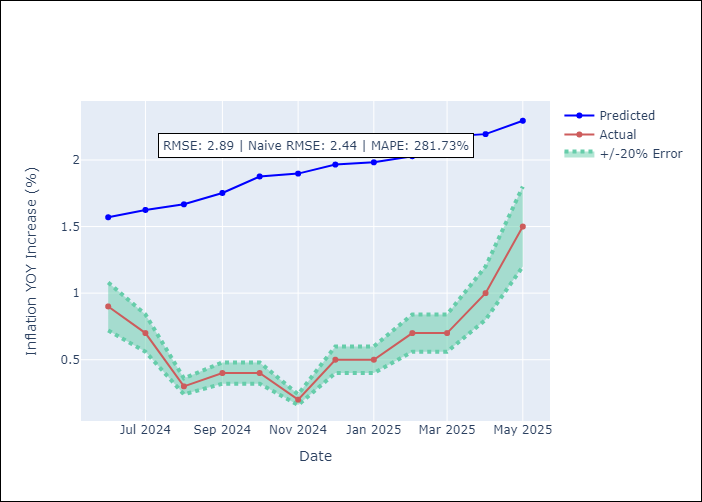 RMSE: 2.89 | Naive RMSE: 2.44 | MAPE: 281.73%
Predicted
Actual
+/-20% Error
Inflation YOY Increase (%)
2
1.5
1
0.5
Jul 2024
Sep 2024
Nov 2024
Jan 2025
Mar 2025
May 2025
Date